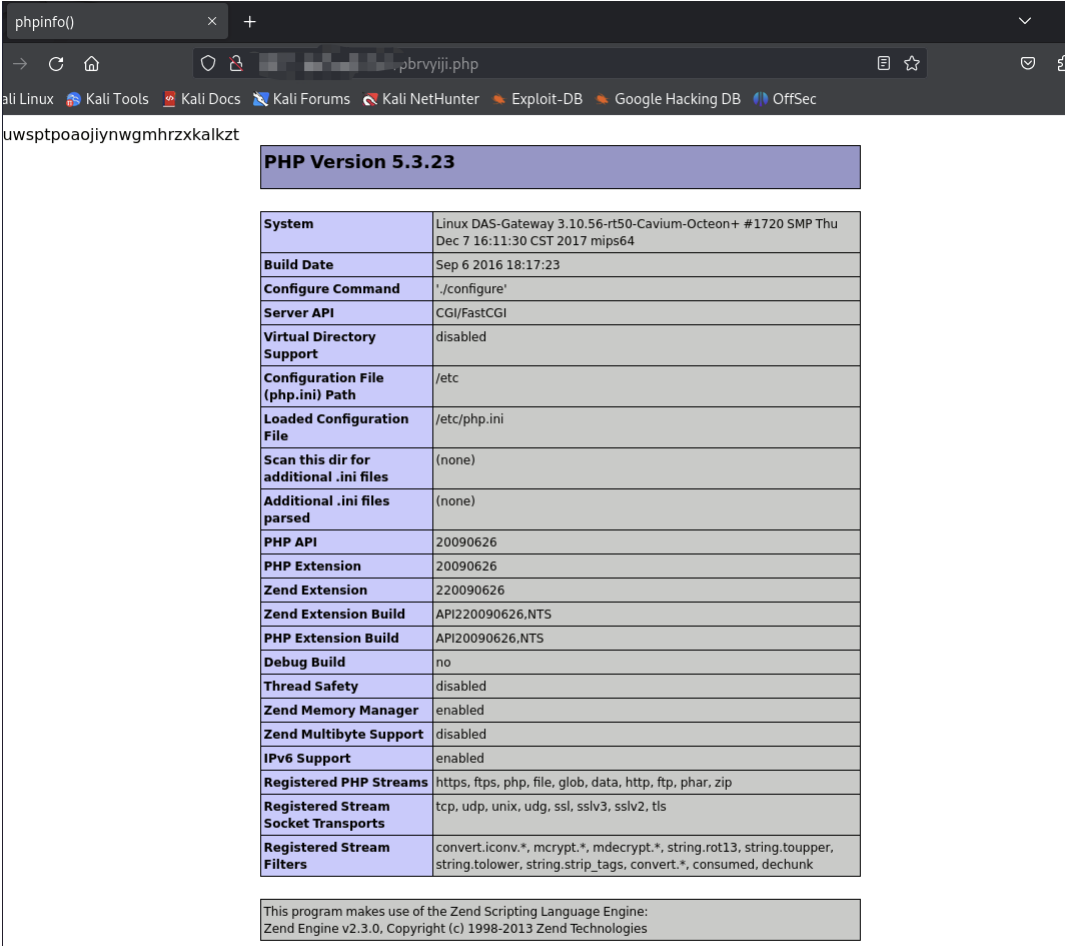 phpinfo()
pbrvyiji.php
ali Linux Kali Tools Kali Docs Kali Forums Kali NetHunter Exploit-DB Google Hacking DB OffSec
uwsptpoaojiynwgmhrzxkalkzt
PHP Version 5.3.23
System Linux DAS-Gateway 3.10.56-rt50-Cavium-Octeon+ #1720 SMP Thu
Dec 7 16:11:30 CST 2017 mips64
Build Date Sep 6 2016 18:17:23
Configure Command './configure'
Server API CGI/FastCGI
Virtual Directory disabled
Support
Configuration File /etc
(php.ini) Path
Loaded Configuration /etc/php.ini
File
Scan this dir for (none)
additional .ini files
Additional .ini files (none)
parsed
PHP API 20090626
PHP Extension 20090626
Zend Extension 220090626
Zend Extension Build API220090626,NTS
PHP Extension Build API20090626,NTS
Debug Build no
Thread Safety disabled
Zend Memory Manager enabled
Zend Multibyte Support disabled
IPv6 Support enabled
Registered PHP Streams https, ftps, php, file, glob, data, http, ftp, phar, zip
Registered Stream tcp, udp, unix, udg, ssl, sslv3, sslv2, tls
Socket Transports
Registered Stream convert.iconv.*, mcrypt.*, mdecrypt.*, string.rot13, string.toupper,
Filters string.tolower, string.strip_tags, convert.*, consumed, dechunk
This program makes use of the Zend Scripting Language Engine:
Zend Engine v2.3.0, Copyright (c) 1998-2013 Zend Technologies